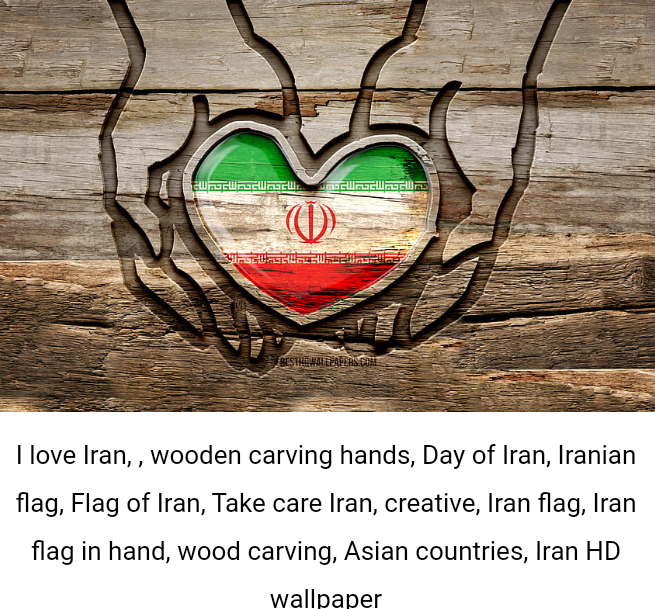 BESTHQWALLPAPERS.COM
I love Iran, , wooden carving hands, Day of Iran, Iranian
flag, Flag of Iran, Take care Iran, creative, Iran flag, Iran
flag in hand, wood carving, Asian countries, Iran HD
wallpaper